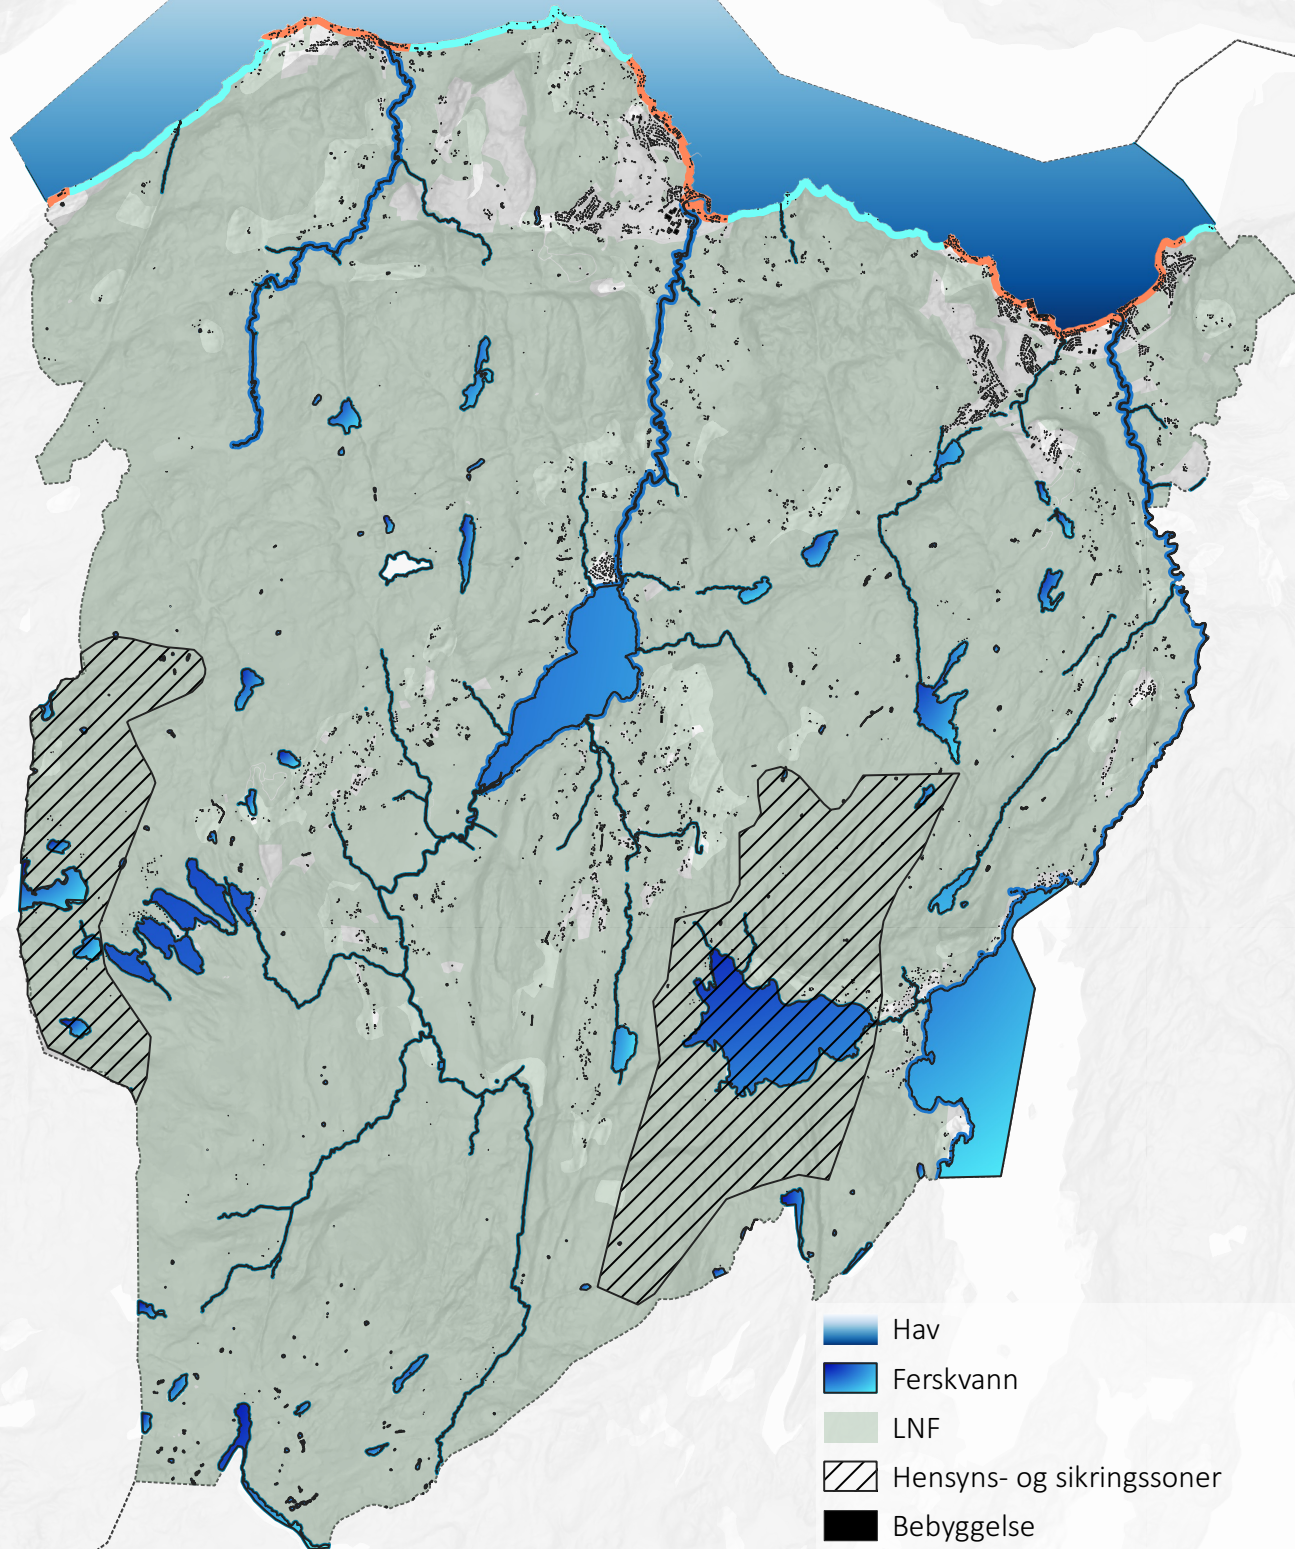 Hav
Ferskvann
LNF
Hensyns- og sikringssoner
Bebyggelse